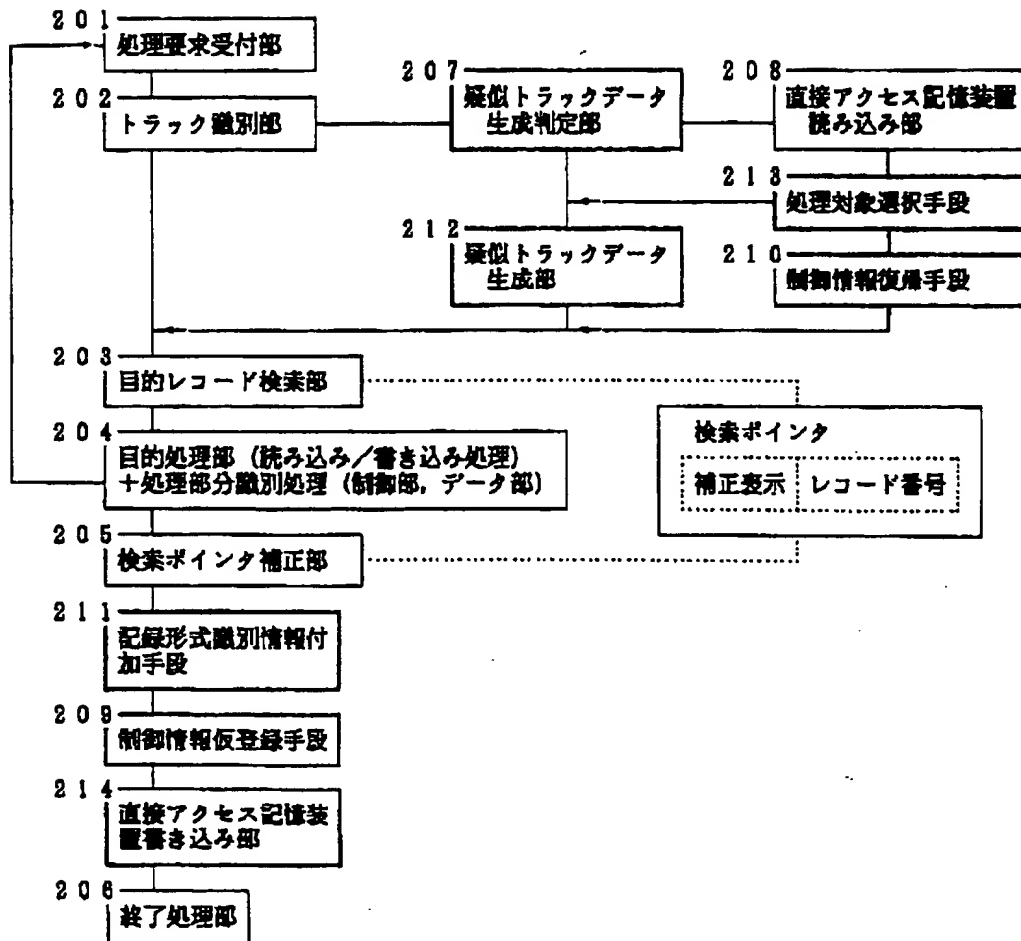 201
処理要求受付部
202
トラック識別部
207
疑似トラックデータ
生成判定部
208
直接アクセス記憶装置
読み込み部
213
処理対象選択手段
212
疑似トラックデータ
生成部
210
制御情報復帰手段
203
目的レコード検索部
204
目的処理部(読み込み/書き込み処理)
+処理部分識別処理(制御部,データ部)
検索ポインタ
補正表示
レコード番号
205
検索ポインタ補正部
211
記録形式識別情報付
加手段
209
制御情報仮登録手段
214
直接アクセス記憶装
置書き込み部
206
終了処理部